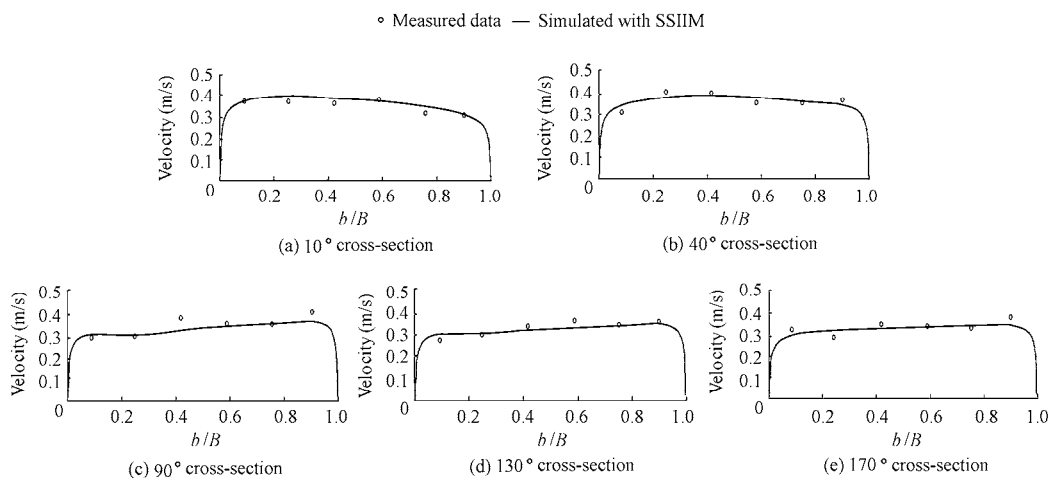 Measured data — Simulated with SSIIM
Velocity (m/s)
0.5
0.4
0.3
0.2
0.1
0
0
0.2 0.4 0.6 0.8 1.0
b/B
(a) 10° cross-section
Velocity (m/s)
0.5
0.4
0.3
0.2
0.1
0
0.2 0.4 0.6 0.8 1.0
b/B
(b) 40° cross-section
Velocity (m/s)
0.5
0.4
0.3
0.2
0.1
0
0.2 0.4 0.6 0.8 1.0
b/B
(c) 90° cross-section
Velocity (m/s)
0.5
0.4
0.3
0.2
0.1
0
0.2 0.4 0.6 0.8 1.0
b/B
(d) 130° cross-section
Velocity (m/s)
0.5
0.4
0.3
0.2
0.1
0
0.2 0.4 0.6 0.8 1.0
b/B
(e) 170° cross-section